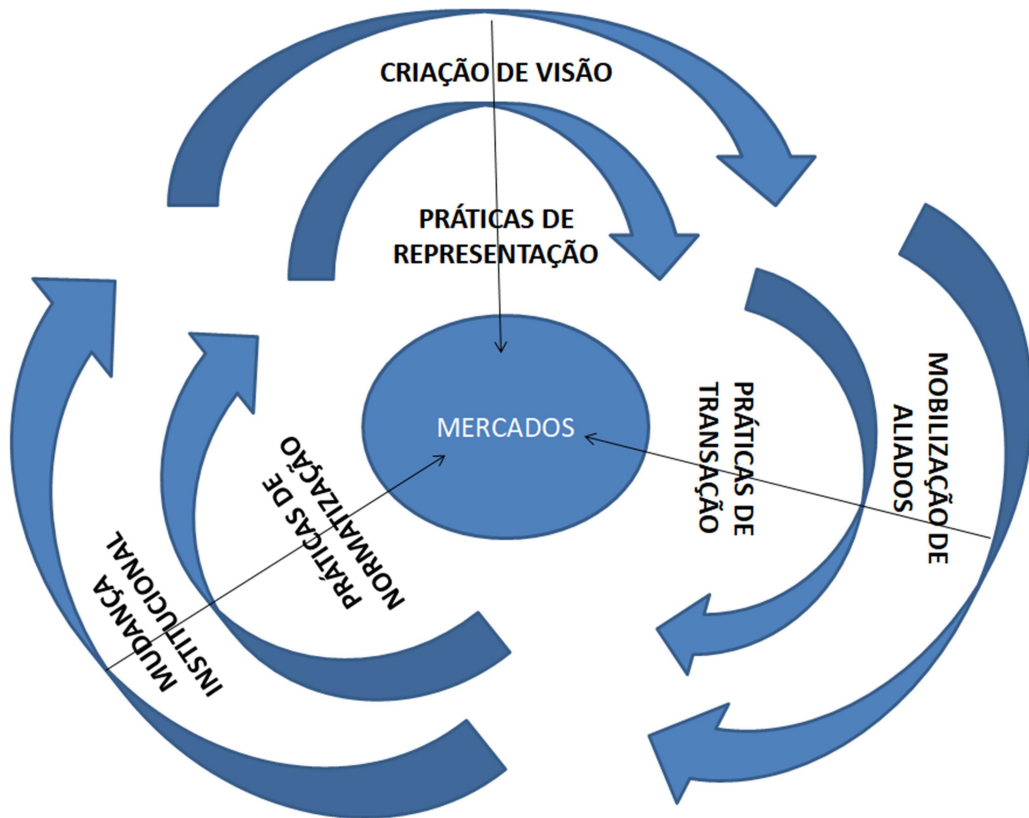 CRIAÇÃO DE VISÃO
PRÁTICAS DE
REPRESENTAÇÃO
MERCADOS
PRÁTICAS DE
TRANSAÇÃO
MOBILIZAÇÃO DE
ALIADOS
PRÁTICAS DE
NORMATIZAÇÃO
MUDANÇA
INSTITUCIONAL